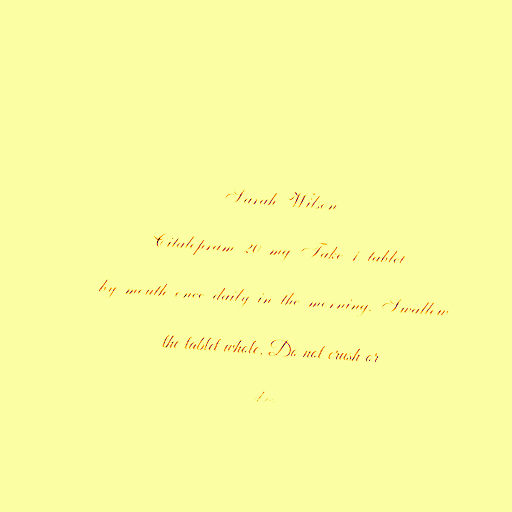 Sarah Wilson
Citalopram 20 mg Take 1 tablet
by mouth once daily in the morning. Swallow
the tablet whole. Do not crush or